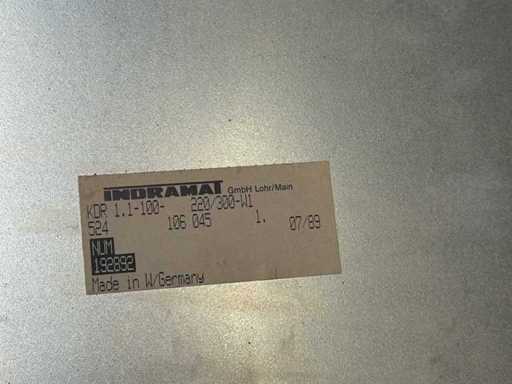 INDRAMAT GmbH Lohr/Main
KDR 1.1-100- 220/300-W1
524 106 045 1. 07/89
NUM
192892
Made in W/Germany